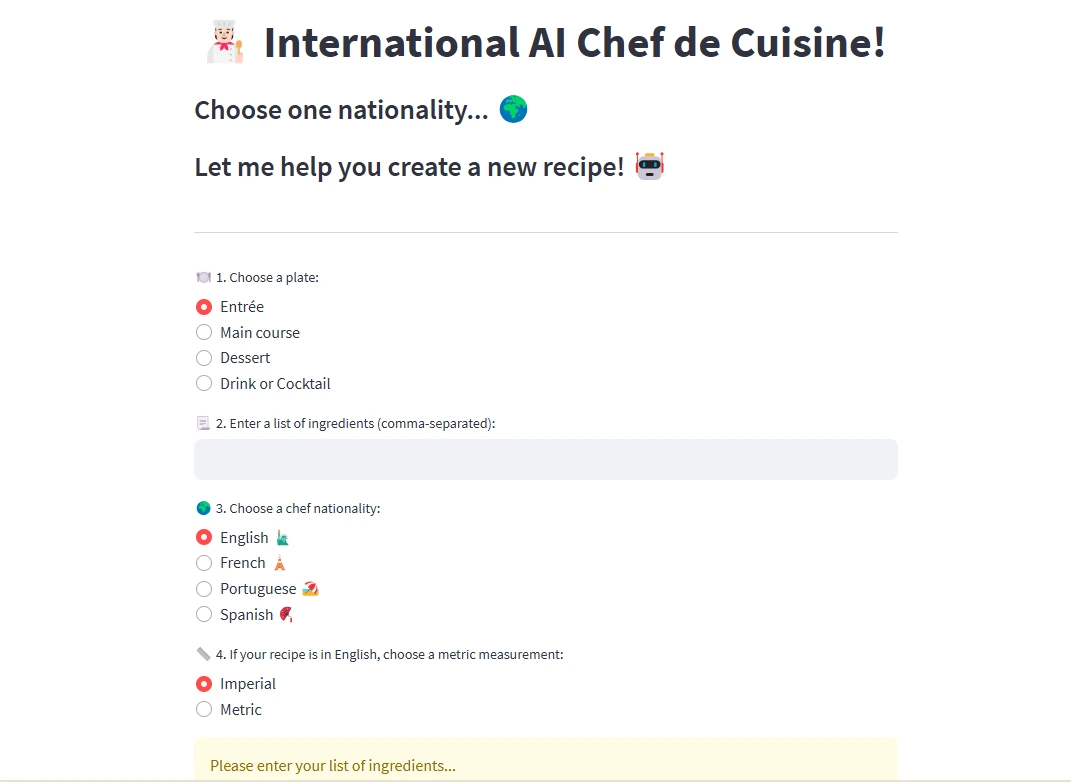 International AI Chef de Cuisine!
Choose one nationality...
Let me help you create a new recipe!
1. Choose a plate:
Entrée
Main course
Dessert
Drink or Cocktail
2. Enter a list of ingredients (comma-separated):
3. Choose a chef nationality:
English
French
Portuguese
Spanish
4. If your recipe is in English, choose a metric measurement:
Imperial
Metric
Please enter your list of ingredients...